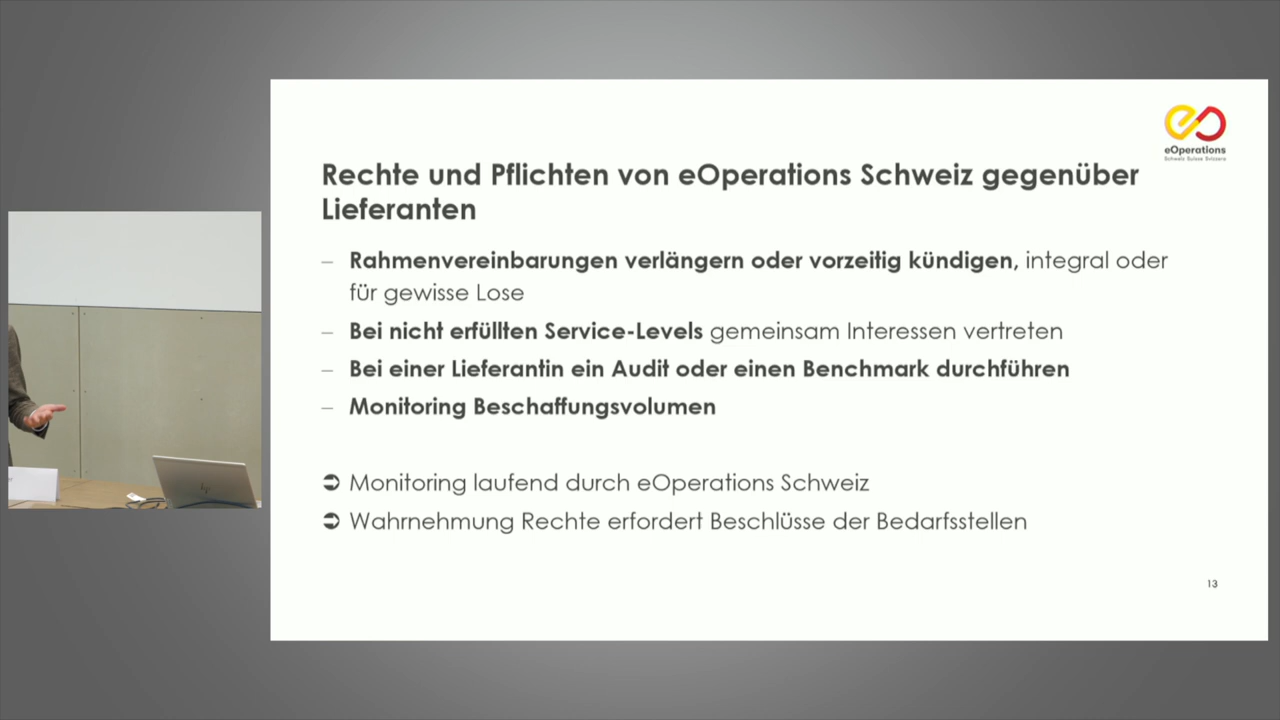 eOperations
Schweiz Suisse Svizzera
Rechte und Pflichten von eOperations Schweiz gegenüber
Lieferanten
– Rahmenvereinbarungen verlängern oder vorzeitig kündigen, integral oder
für gewisse Lose
– Bei nicht erfüllten Service-Levels gemeinsam Interessen vertreten
– Bei einer Lieferantin ein Audit oder einen Benchmark durchführen
– Monitoring Beschaffungsvolumen
➲ Monitoring laufend durch eOperations Schweiz
➲ Wahrnehmung Rechte erfordert Beschlüsse der Bedarfsstellen
13